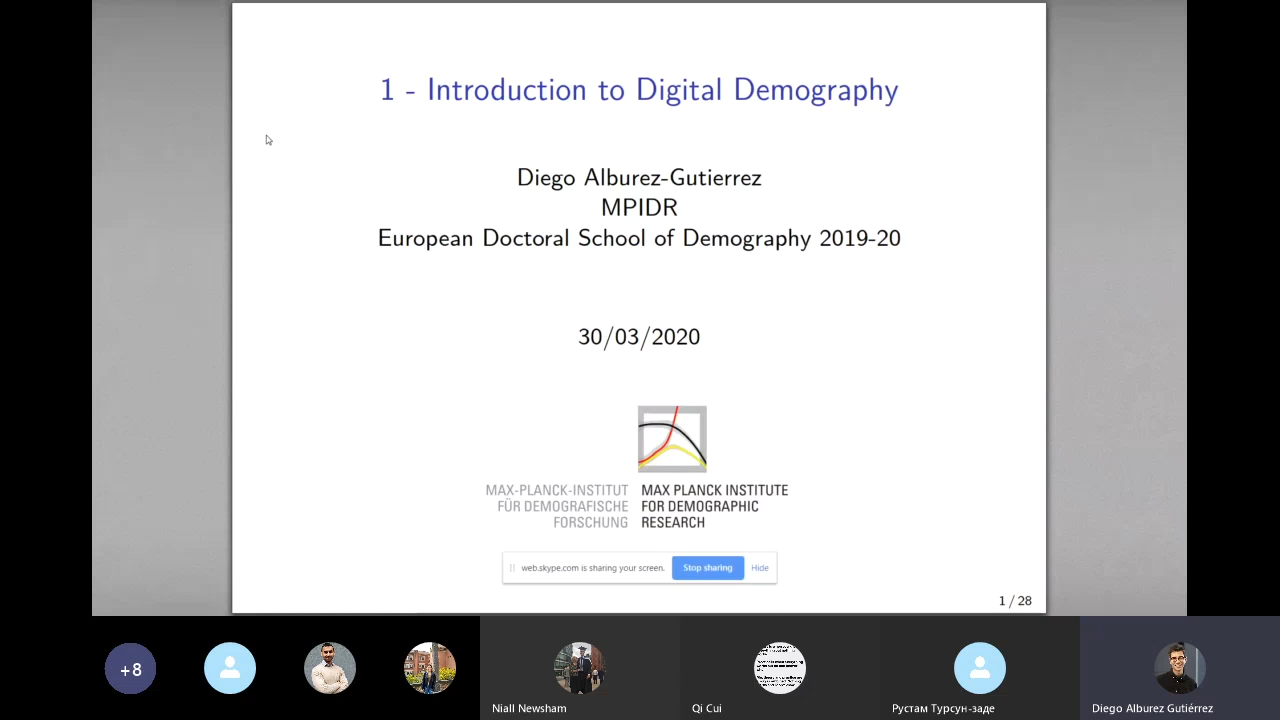 1 - Introduction to Digital Demography
Diego Alburez-Gutierrez
MPIDR
European Doctoral School of Demography 2019-20
30/03/2020
MAX-PLANCK-INSTITUT
FÜR DEMOGRAFISCHE
FORSCHUNG
MAX PLANCK INSTITUTE
FOR DEMOGRAPHIC
RESEARCH
web.skype.com is sharing your screen.
Stop sharing
Hide
1 / 28
+8
Niall Newsham
Qi Cui
Рустам Турсун-заде
Diego Alburez Gutiérrez